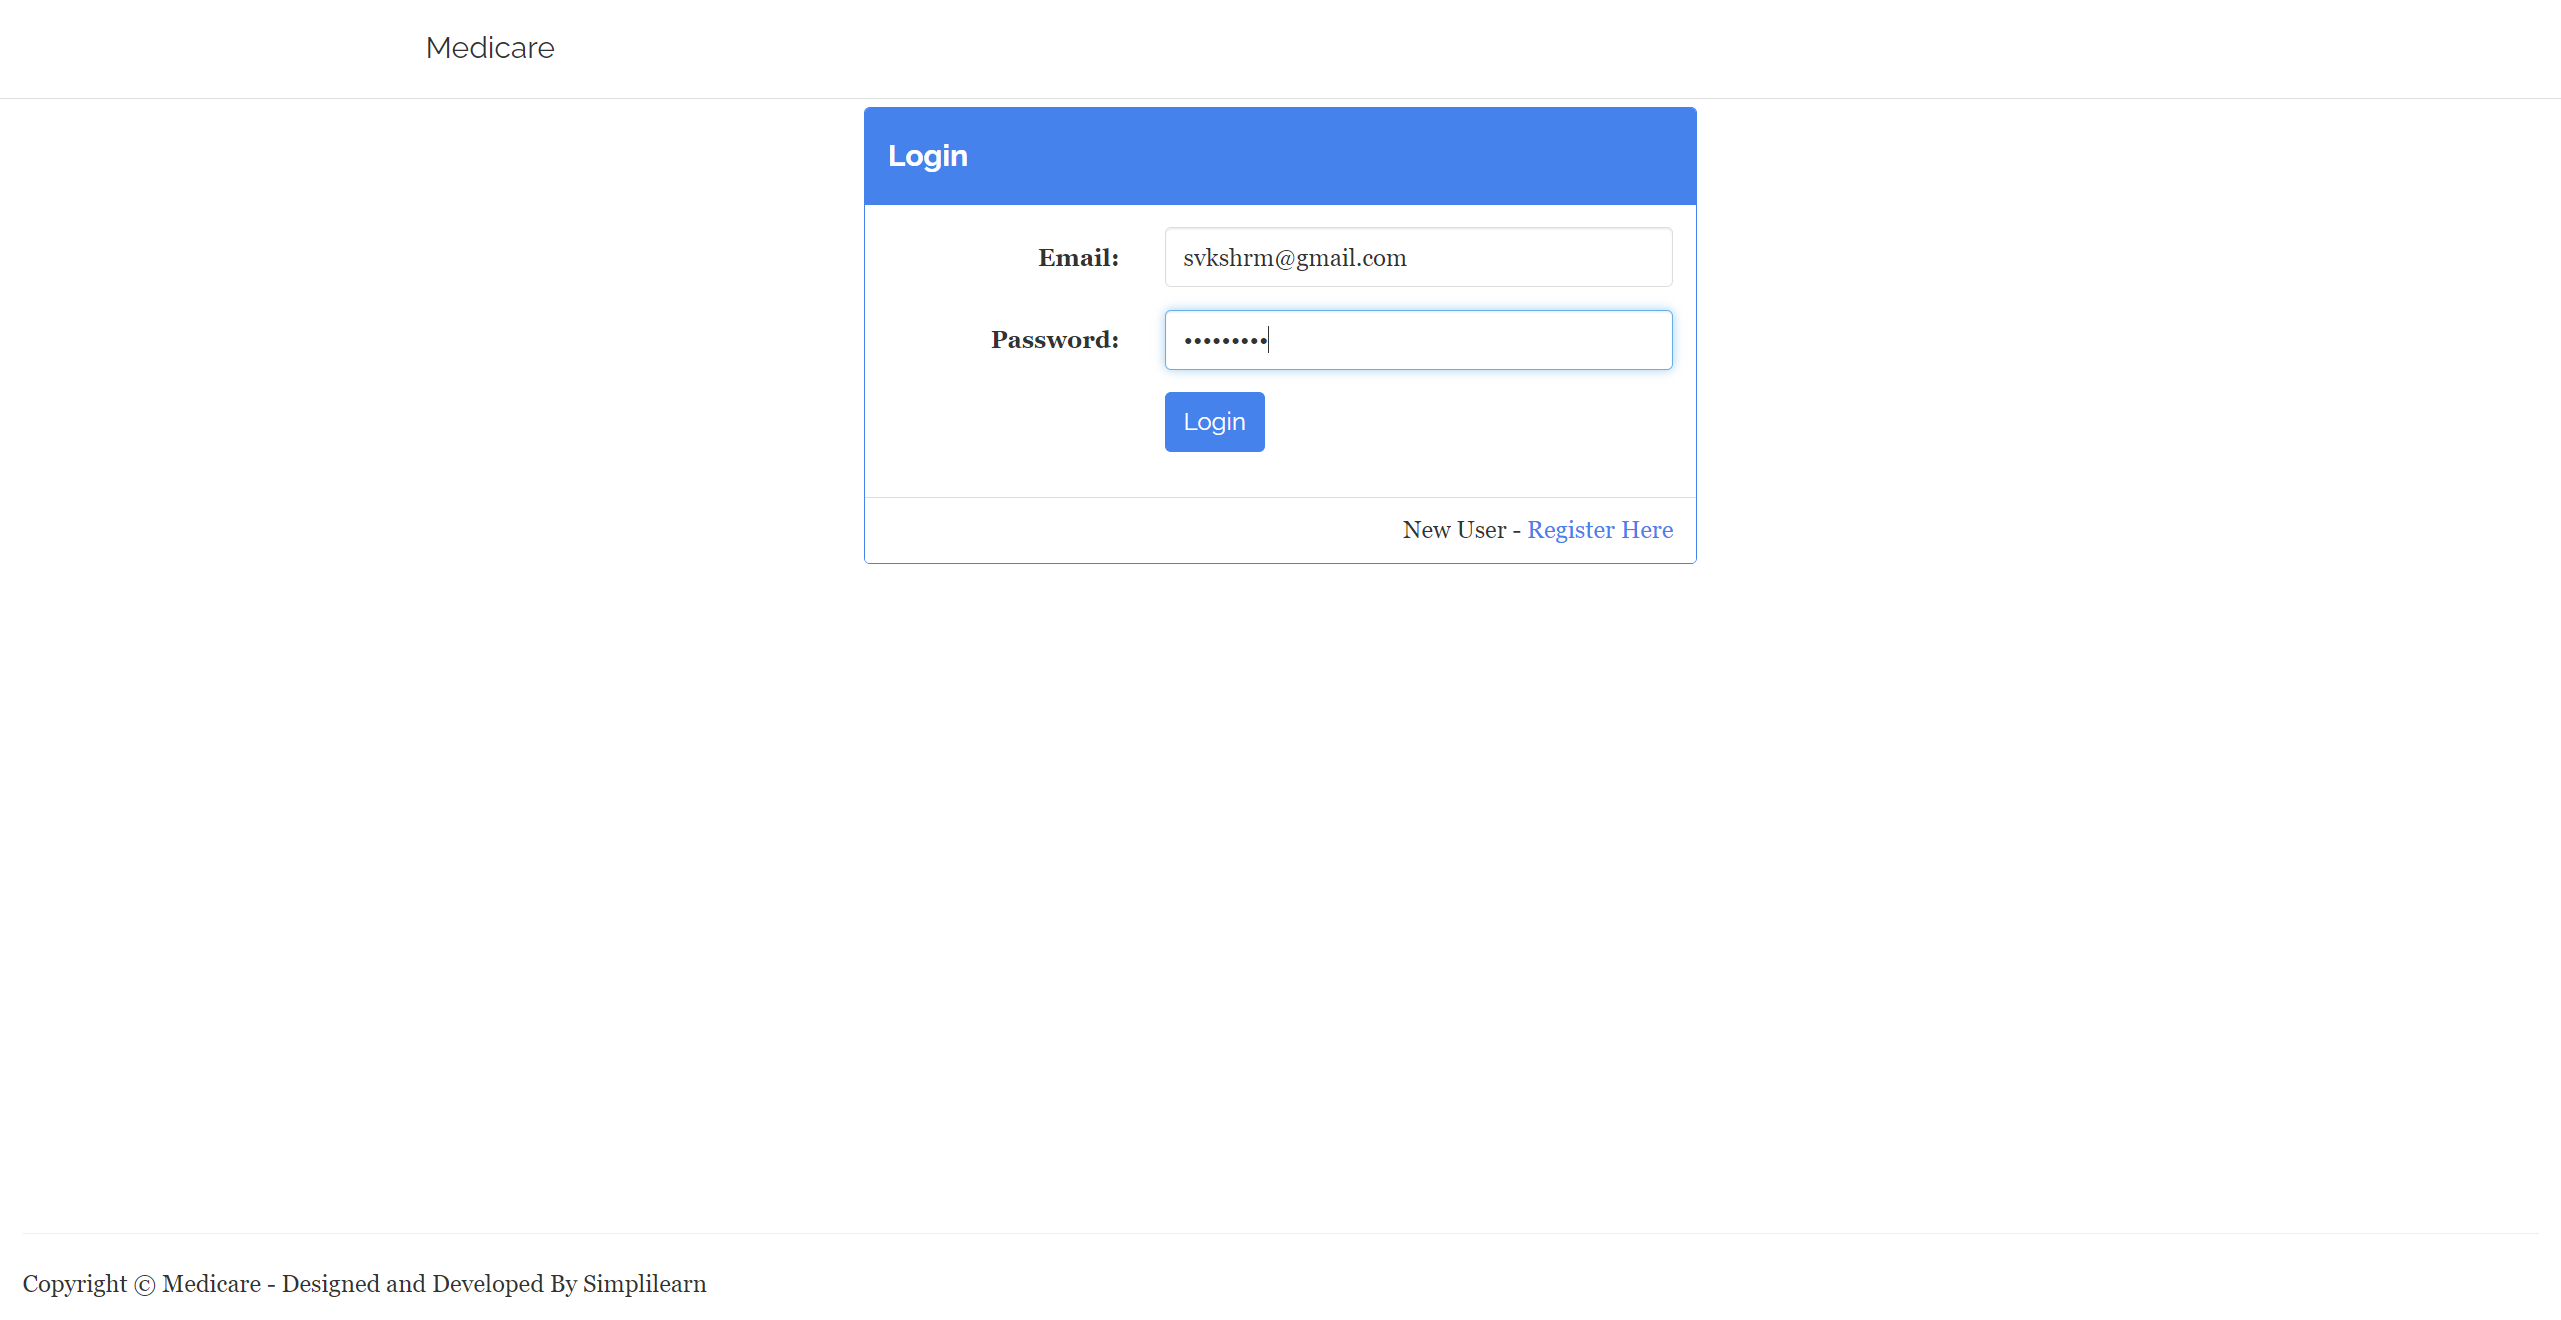 Medicare
Login
Email: svkshrm@gmail.com
Password: •••••••••
Login
New User - Register Here
Copyright © Medicare - Designed and Developed By Simplilearn